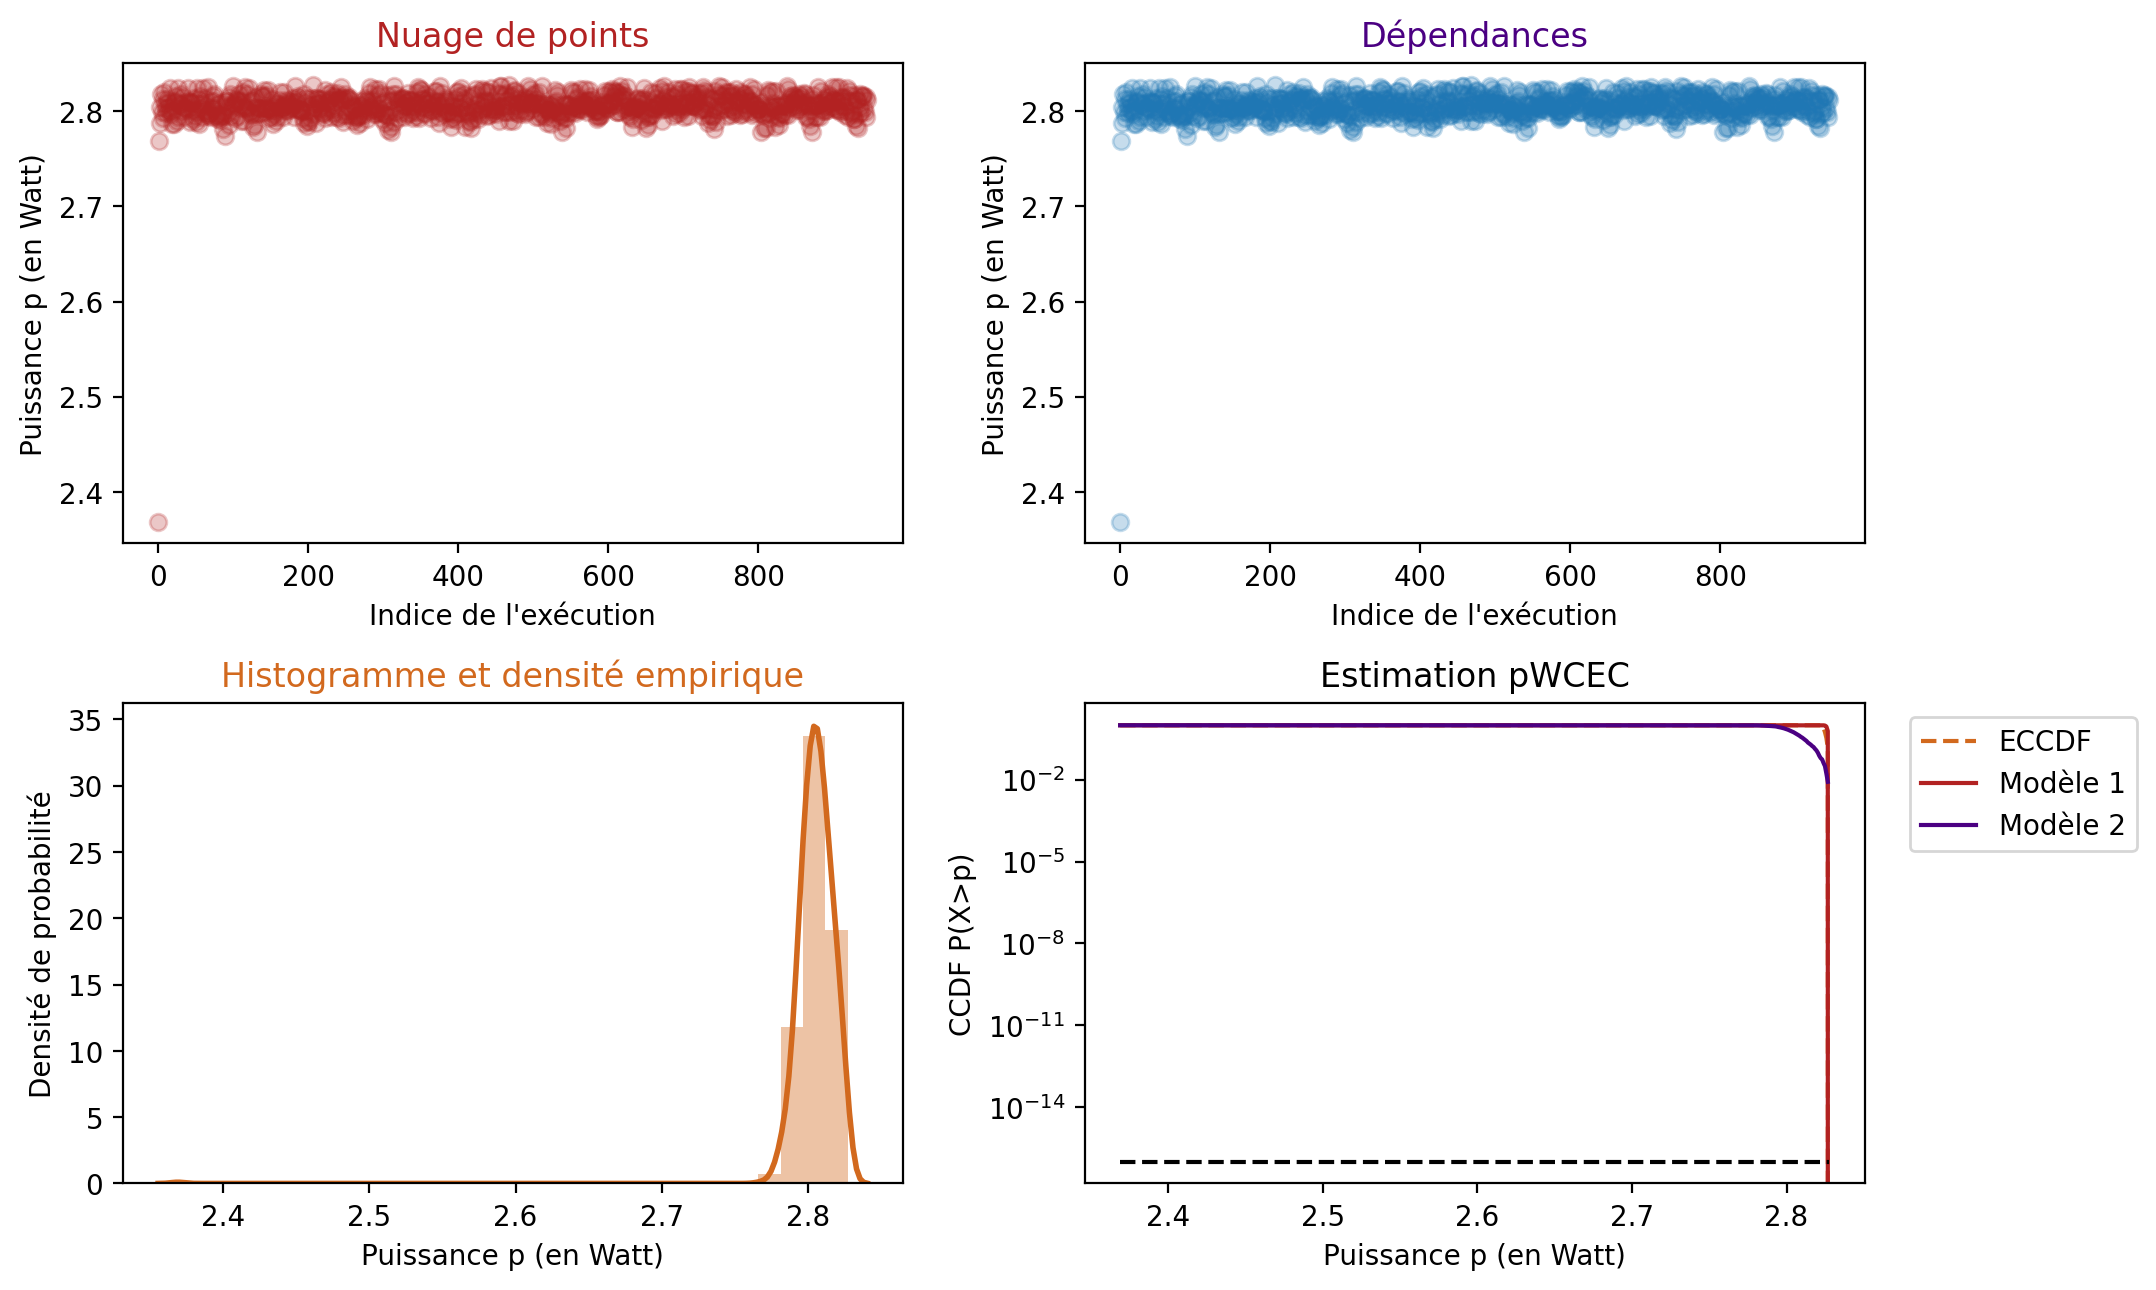 Nuage de points
Puissance p (en Watt)
2.8
2.7
2.6
2.5
2.4
0 200 400 600 800
Indice de l'exécution
Dépendances
Puissance p (en Watt)
2.8
2.7
2.6
2.5
2.4
0 200 400 600 800
Indice de l'exécution
Histogramme et densité empirique
Densité de probabilité
35
30
25
20
15
10
5
0
2.4 2.5 2.6 2.7 2.8
Puissance p (en Watt)
Estimation pWCEC
CCDF P(X>p)
10⁻²
10⁻⁵
10⁻⁸
10⁻¹¹
10⁻¹⁴
2.4 2.5 2.6 2.7 2.8
Puissance p (en Watt)
ECCDF
Modèle 1
Modèle 2